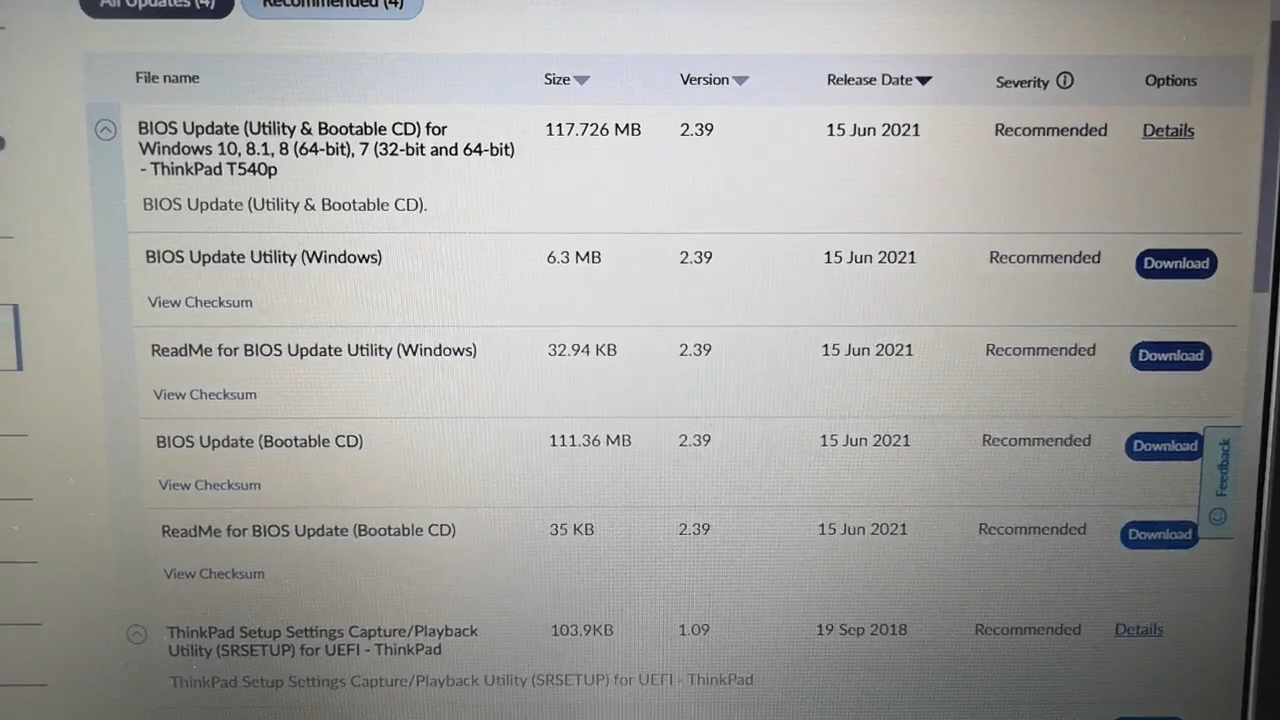 All Updates (4) Recommended (4)
File name Size Version Release Date Severity Options
BIOS Update (Utility & Bootable CD) for 117.726 MB 2.39 15 Jun 2021 Recommended Details
Windows 10, 8.1, 8 (64-bit), 7 (32-bit and 64-bit)
- ThinkPad T540p
BIOS Update (Utility & Bootable CD).
BIOS Update Utility (Windows) 6.3 MB 2.39 15 Jun 2021 Recommended Download
View Checksum
ReadMe for BIOS Update Utility (Windows) 32.94 KB 2.39 15 Jun 2021 Recommended Download
View Checksum
BIOS Update (Bootable CD) 111.36 MB 2.39 15 Jun 2021 Recommended Download
View Checksum
Feedback
ReadMe for BIOS Update (Bootable CD) 35 KB 2.39 15 Jun 2021 Recommended Download
View Checksum
ThinkPad Setup Settings Capture/Playback 103.9KB 1.09 19 Sep 2018 Recommended Details
Utility (SRSETUP) for UEFI - ThinkPad
ThinkPad Setup Settings Capture/Playback Utility (SRSETUP) for UEFI - ThinkPad